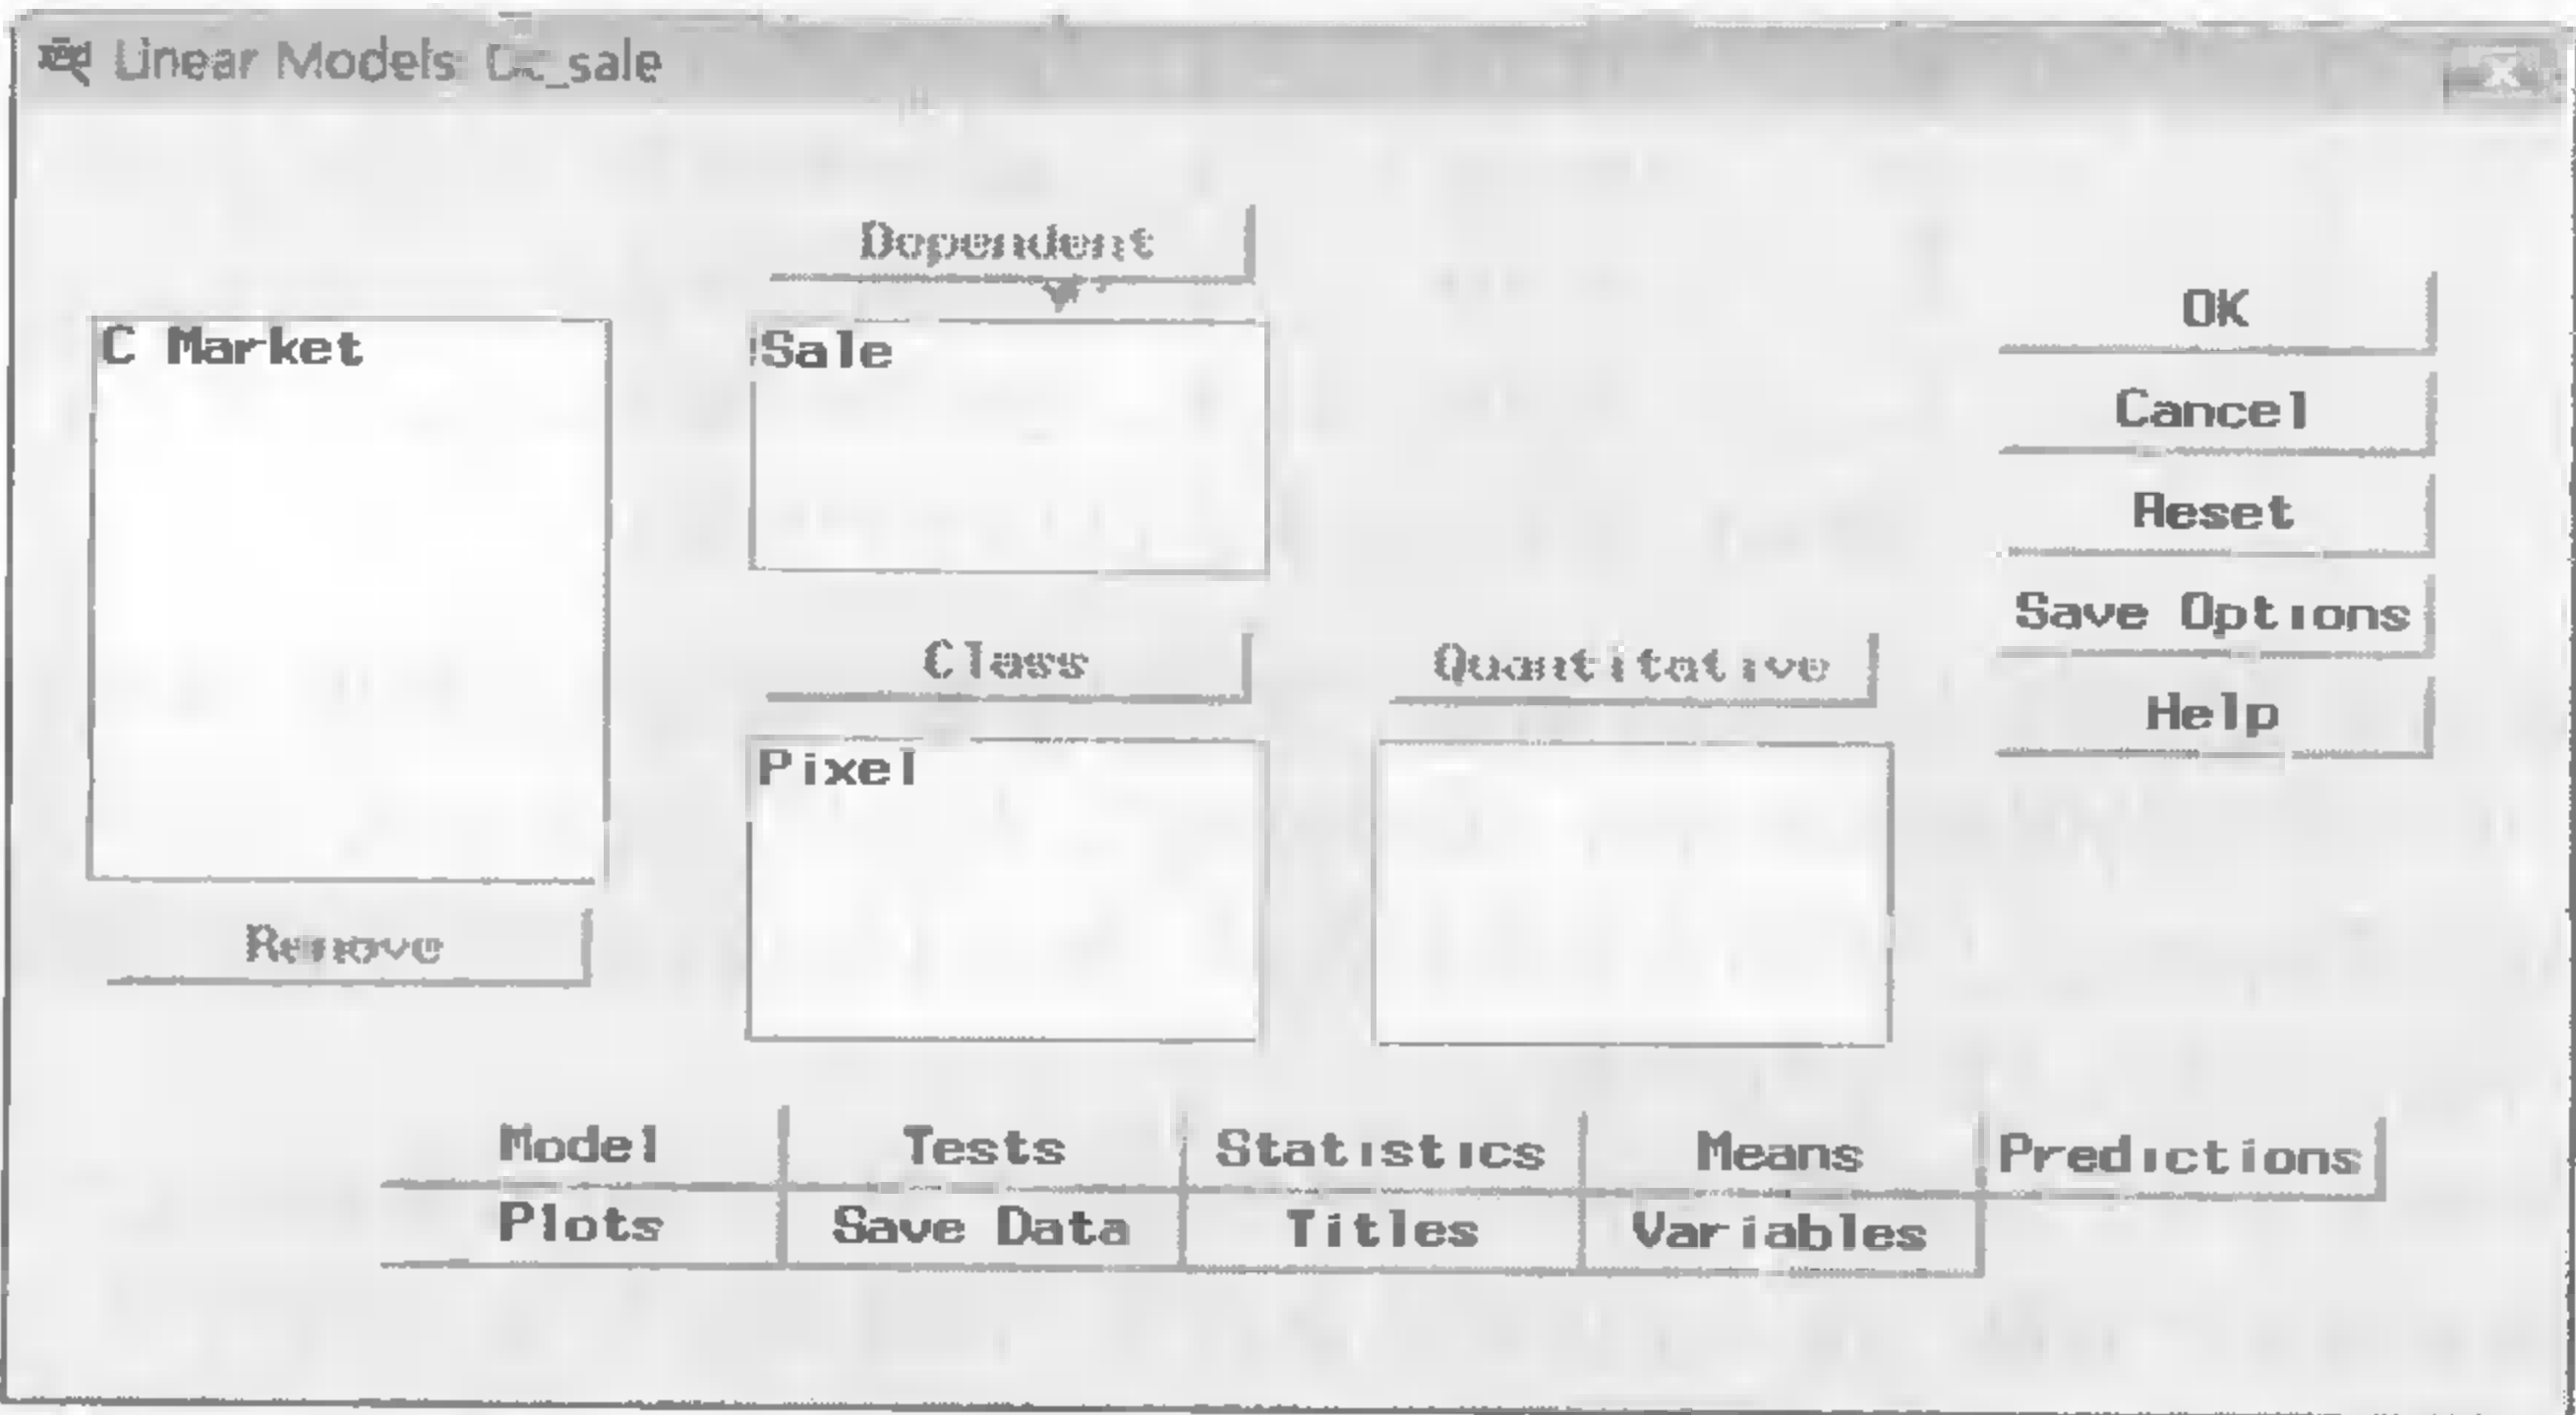 Linear Models: Dc_sale
Dependent
C Market
Sale
OK
Cancel
Reset
Save Options
Class
Quantitative
Help
Pixel
Remove
Model Tests Statistics Means Predictions
Plots Save Data Titles Variables